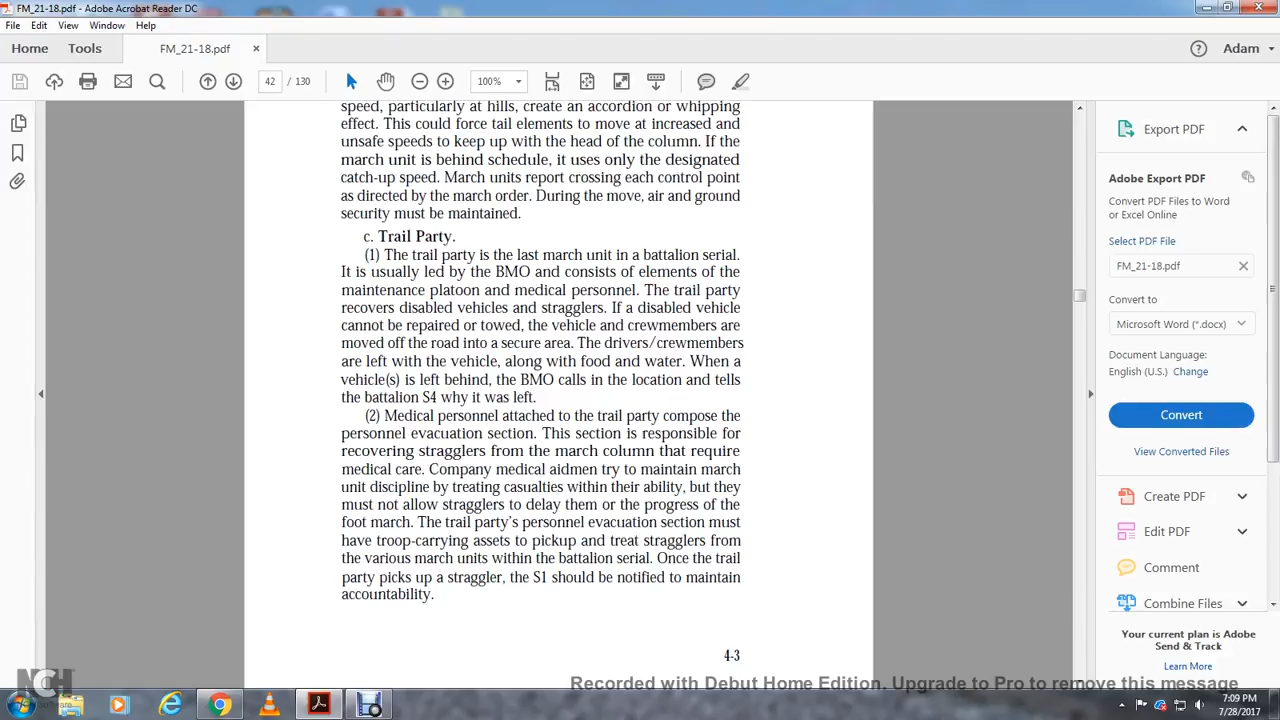 FM_21-18.pdf - Adobe Acrobat Reader DC
File Edit View Window Help
Home Tools FM_21-18.pdf × Adam
42 / 130 100%
speed, particularly at hills, create an accordion or whipping
effect. This could force tail elements to move at increased and
unsafe speeds to keep up with the head of the column. If the
march unit is behind schedule, it uses only the designated
catch-up speed. March units report crossing each control point
as directed by the march order. During the move, air and ground
security must be maintained.
c. Trail Party.
(1) The trail party is the last march unit in a battalion serial.
It is usually led by the BMO and consists of elements of the
maintenance platoon and medical personnel. The trail party
recovers disabled vehicles and stragglers. If a disabled vehicle
cannot be repaired or towed, the vehicle and crewmembers are
moved off the road into a secure area. The drivers/crewmembers
are left with the vehicle, along with food and water. When a
vehicle(s) is left behind, the BMO calls in the location and tells
the battalion S4 why it was left.
(2) Medical personnel attached to the trail party compose the
personnel evacuation section. This section is responsible for
recovering stragglers from the march column that require
medical care. Company medical aidmen try to maintain march
unit discipline by treating casualties within their ability, but they
must not allow stragglers to delay them or the progress of the
foot march. The trail party's personnel evacuation section must
have troop-carrying assets to pickup and treat stragglers from
the various march units within the battalion serial. Once the trail
party picks up a straggler, the S1 should be notified to maintain
accountability.
4-3
Export PDF
Adobe Export PDF
Convert PDF Files to Word
or Excel Online
Select PDF File
FM_21-18.pdf
Convert to
Microsoft Word (*.docx)
Document Language:
English (U.S.) Change
Convert
View Converted Files
Create PDF
Edit PDF
Comment
Combine Files
Your current plan is Adobe
Send & Track
Learn More
NCH Software
Recorded with Debut Home Edition. Upgrade to Pro to remove this message
7:09 PM
7/28/2017